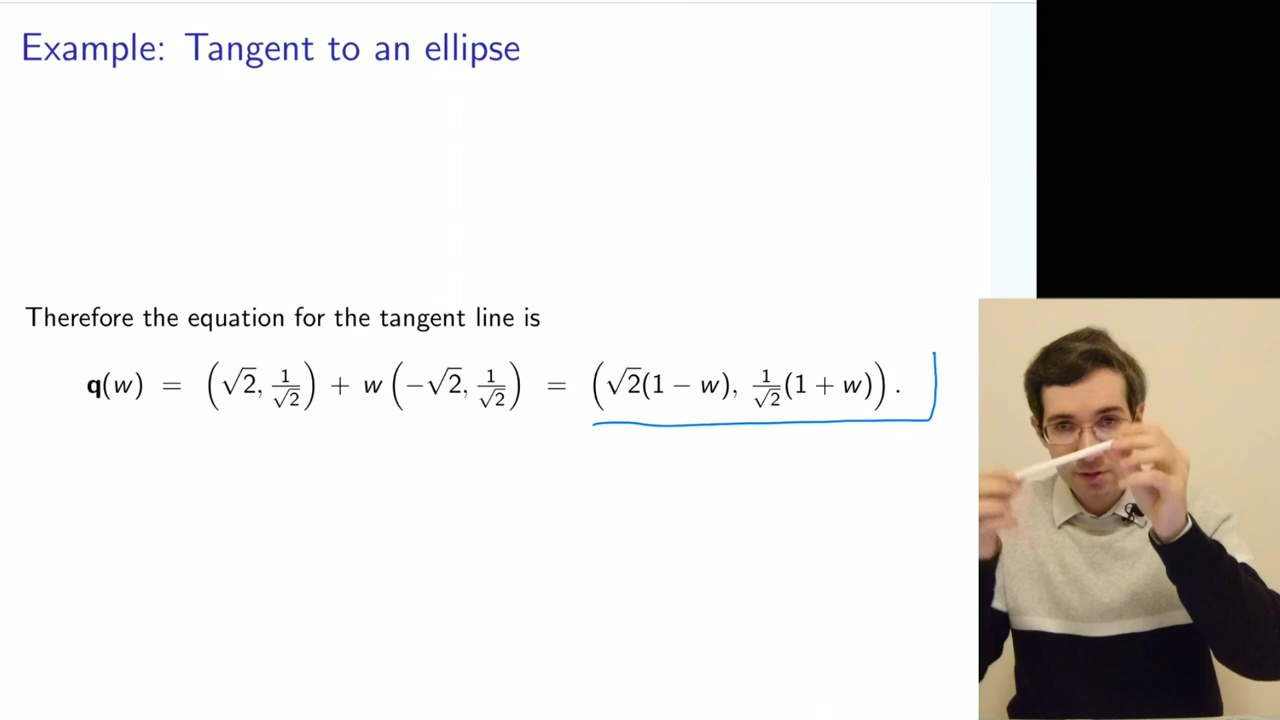 Example: Tangent to an ellipse
Therefore the equation for the tangent line is
q(w) = (√2, 1/√2) + w (−√2, 1/√2) = (√2(1 − w), 1/√2(1 + w)).